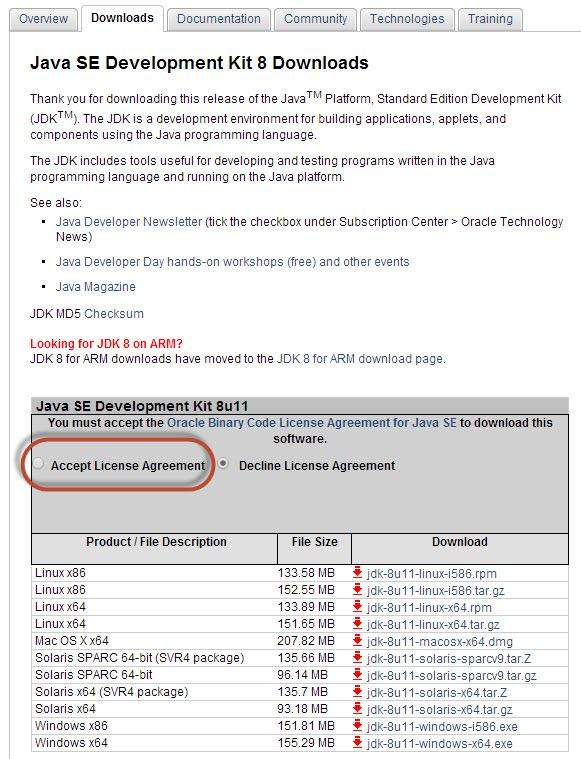 Overview Downloads Documentation Community Technologies Training
Java SE Development Kit 8 Downloads
Thank you for downloading this release of the Java™ Platform, Standard Edition Development Kit
(JDK™). The JDK is a development environment for building applications, applets, and
components using the Java programming language.
The JDK includes tools useful for developing and testing programs written in the Java
programming language and running on the Java platform.
See also:
▪ Java Developer Newsletter (tick the checkbox under Subscription Center > Oracle Technology
News)
▪ Java Developer Day hands-on workshops (free) and other events
▪ Java Magazine
JDK MD5 Checksum
Looking for JDK 8 on ARM?
JDK 8 for ARM downloads have moved to the JDK 8 for ARM download page.
Java SE Development Kit 8u11
You must accept the Oracle Binary Code License Agreement for Java SE to download this
software.
Accept License Agreement Decline License Agreement
Product / File Description File Size Download
Linux x86 133.58 MB jdk-8u11-linux-i586.rpm
Linux x86 152.55 MB jdk-8u11-linux-i586.tar.gz
Linux x64 133.89 MB jdk-8u11-linux-x64.rpm
Linux x64 151.65 MB jdk-8u11-linux-x64.tar.gz
Mac OS X x64 207.82 MB jdk-8u11-macosx-x64.dmg
Solaris SPARC 64-bit (SVR4 package) 135.66 MB jdk-8u11-solaris-sparcv9.tar.Z
Solaris SPARC 64-bit 96.14 MB jdk-8u11-solaris-sparcv9.tar.gz
Solaris x64 (SVR4 package) 135.7 MB jdk-8u11-solaris-x64.tar.Z
Solaris x64 93.18 MB jdk-8u11-solaris-x64.tar.gz
Windows x86 151.81 MB jdk-8u11-windows-i586.exe
Windows x64 155.29 MB jdk-8u11-windows-x64.exe